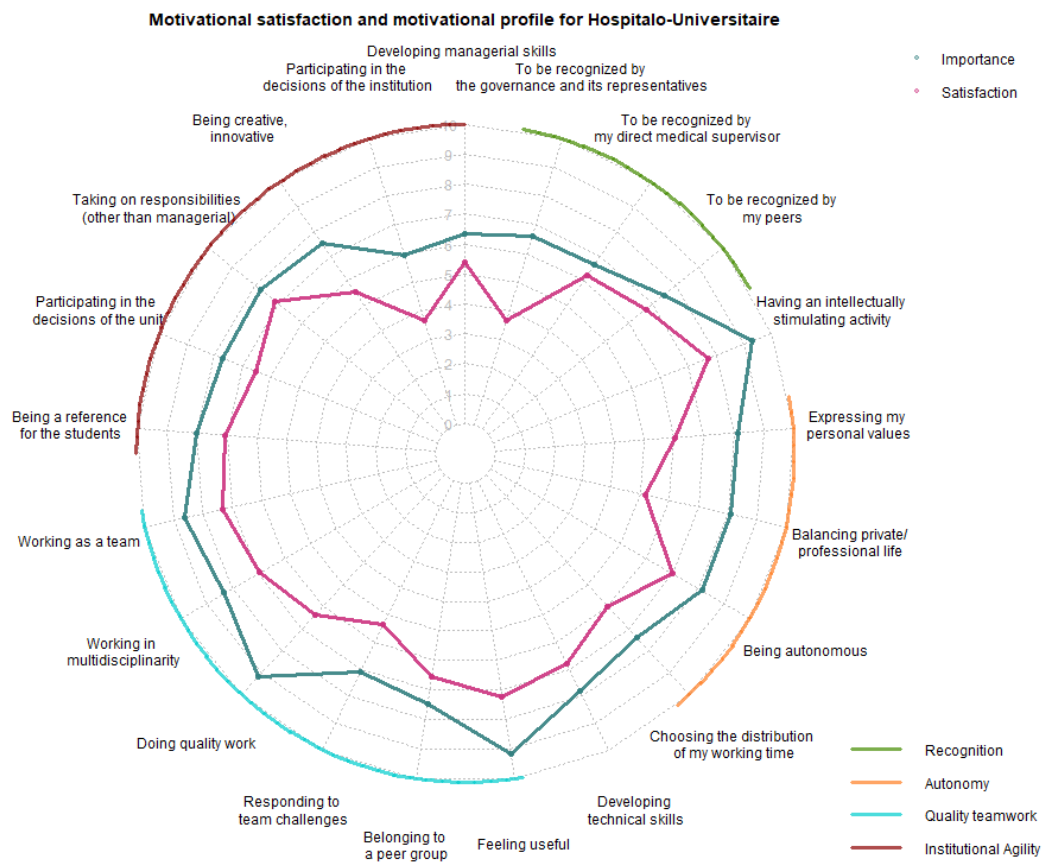 Motivational satisfaction and motivational profile for Hospitalo-Universitaire
Developing managerial skills
Participating in the
decisions of the institution
To be recognized by
the governance and its representatives
Importance
Satisfaction
Being creative,
innovative
To be recognized by
my direct medical supervisor
Taking on responsibilities
(other than managerial)
To be recognized by
my peers
Participating in the
decisions of the unit
Having an intellectually
stimulating activity
Being a reference
for the students
Expressing my
personal values
Working as a team
Balancing private/
professional life
Working in
multidisciplinarity
Being autonomous
Doing quality work
Choosing the distribution
of my working time
Responding to
team challenges
Developing
technical skills
Belonging to
a peer group
Feeling useful
10
9
8
7
6
5
4
3
2
1
0
Recognition
Autonomy
Quality teamwork
Institutional Agility